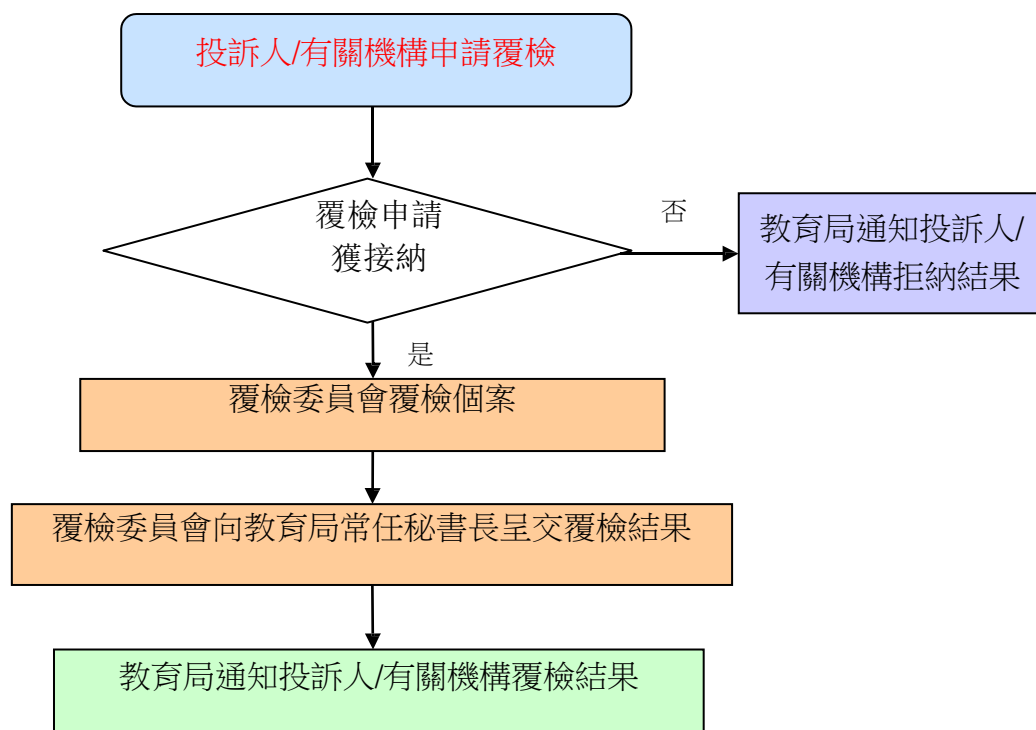 投訴人/有關機構申請覆檢
覆檢申請
獲接納
否
教育局通知投訴人/
有關機構拒納結果
是
覆檢委員會覆檢個案
覆檢委員會向教育局常任秘書長呈交覆檢結果
教育局通知投訴人/有關機構覆檢結果